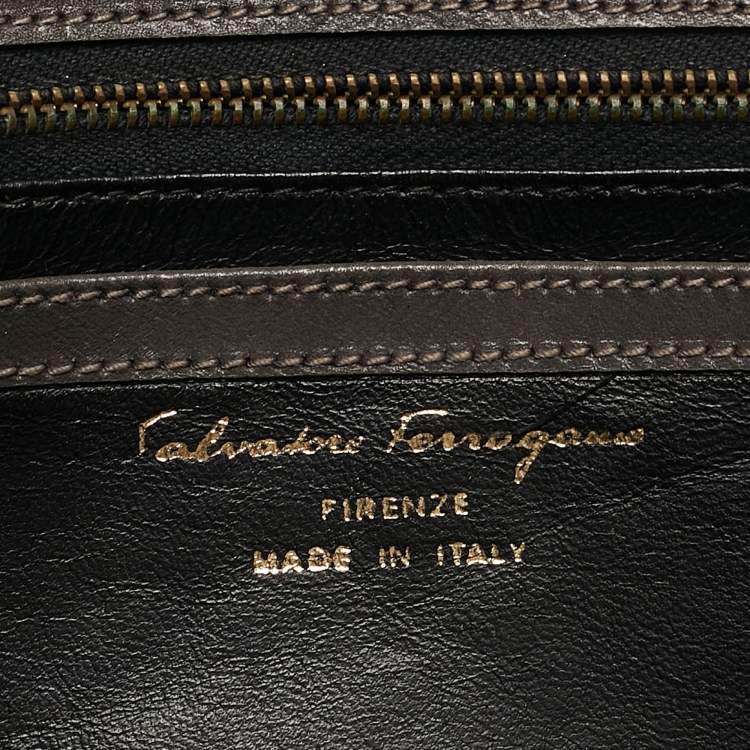 Salvatore Ferragamo
FIRENZE
MADE IN ITALY